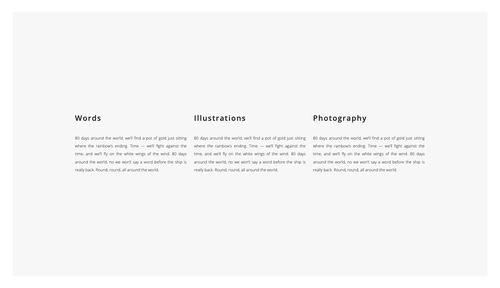 Words
80 days around the world, we'll find a pot of gold just sitting
where the rainbow's ending. Time — we'll fight against the
time, and we'll fly on the white wings of the wind. 80 days
around the world, no we won't say a word before the ship is
really back. Round, round, all around the world.
Illustrations
80 days around the world, we'll find a pot of gold just sitting
where the rainbow's ending. Time — we'll fight against the
time, and we'll fly on the white wings of the wind. 80 days
around the world, no we won't say a word before the ship is
really back. Round, round, all around the world.
Photography
80 days around the world, we'll find a pot of gold just sitting
where the rainbow's ending. Time — we'll fight against the
time, and we'll fly on the white wings of the wind. 80 days
around the world, no we won't say a word before the ship is
really back. Round, round, all around the world.